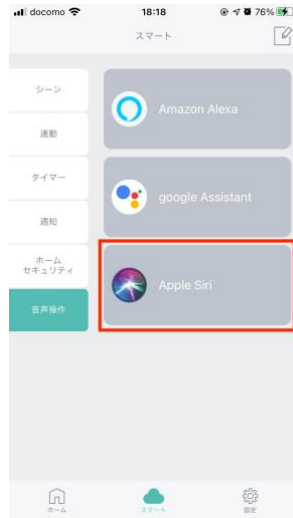 docomo 18:18 76%
スマート
シーン
連動
タイマー
通知
ホーム
セキュリティ
音声操作
Amazon Alexa
google Assistant
Apple Siri
ホーム スマート 設定